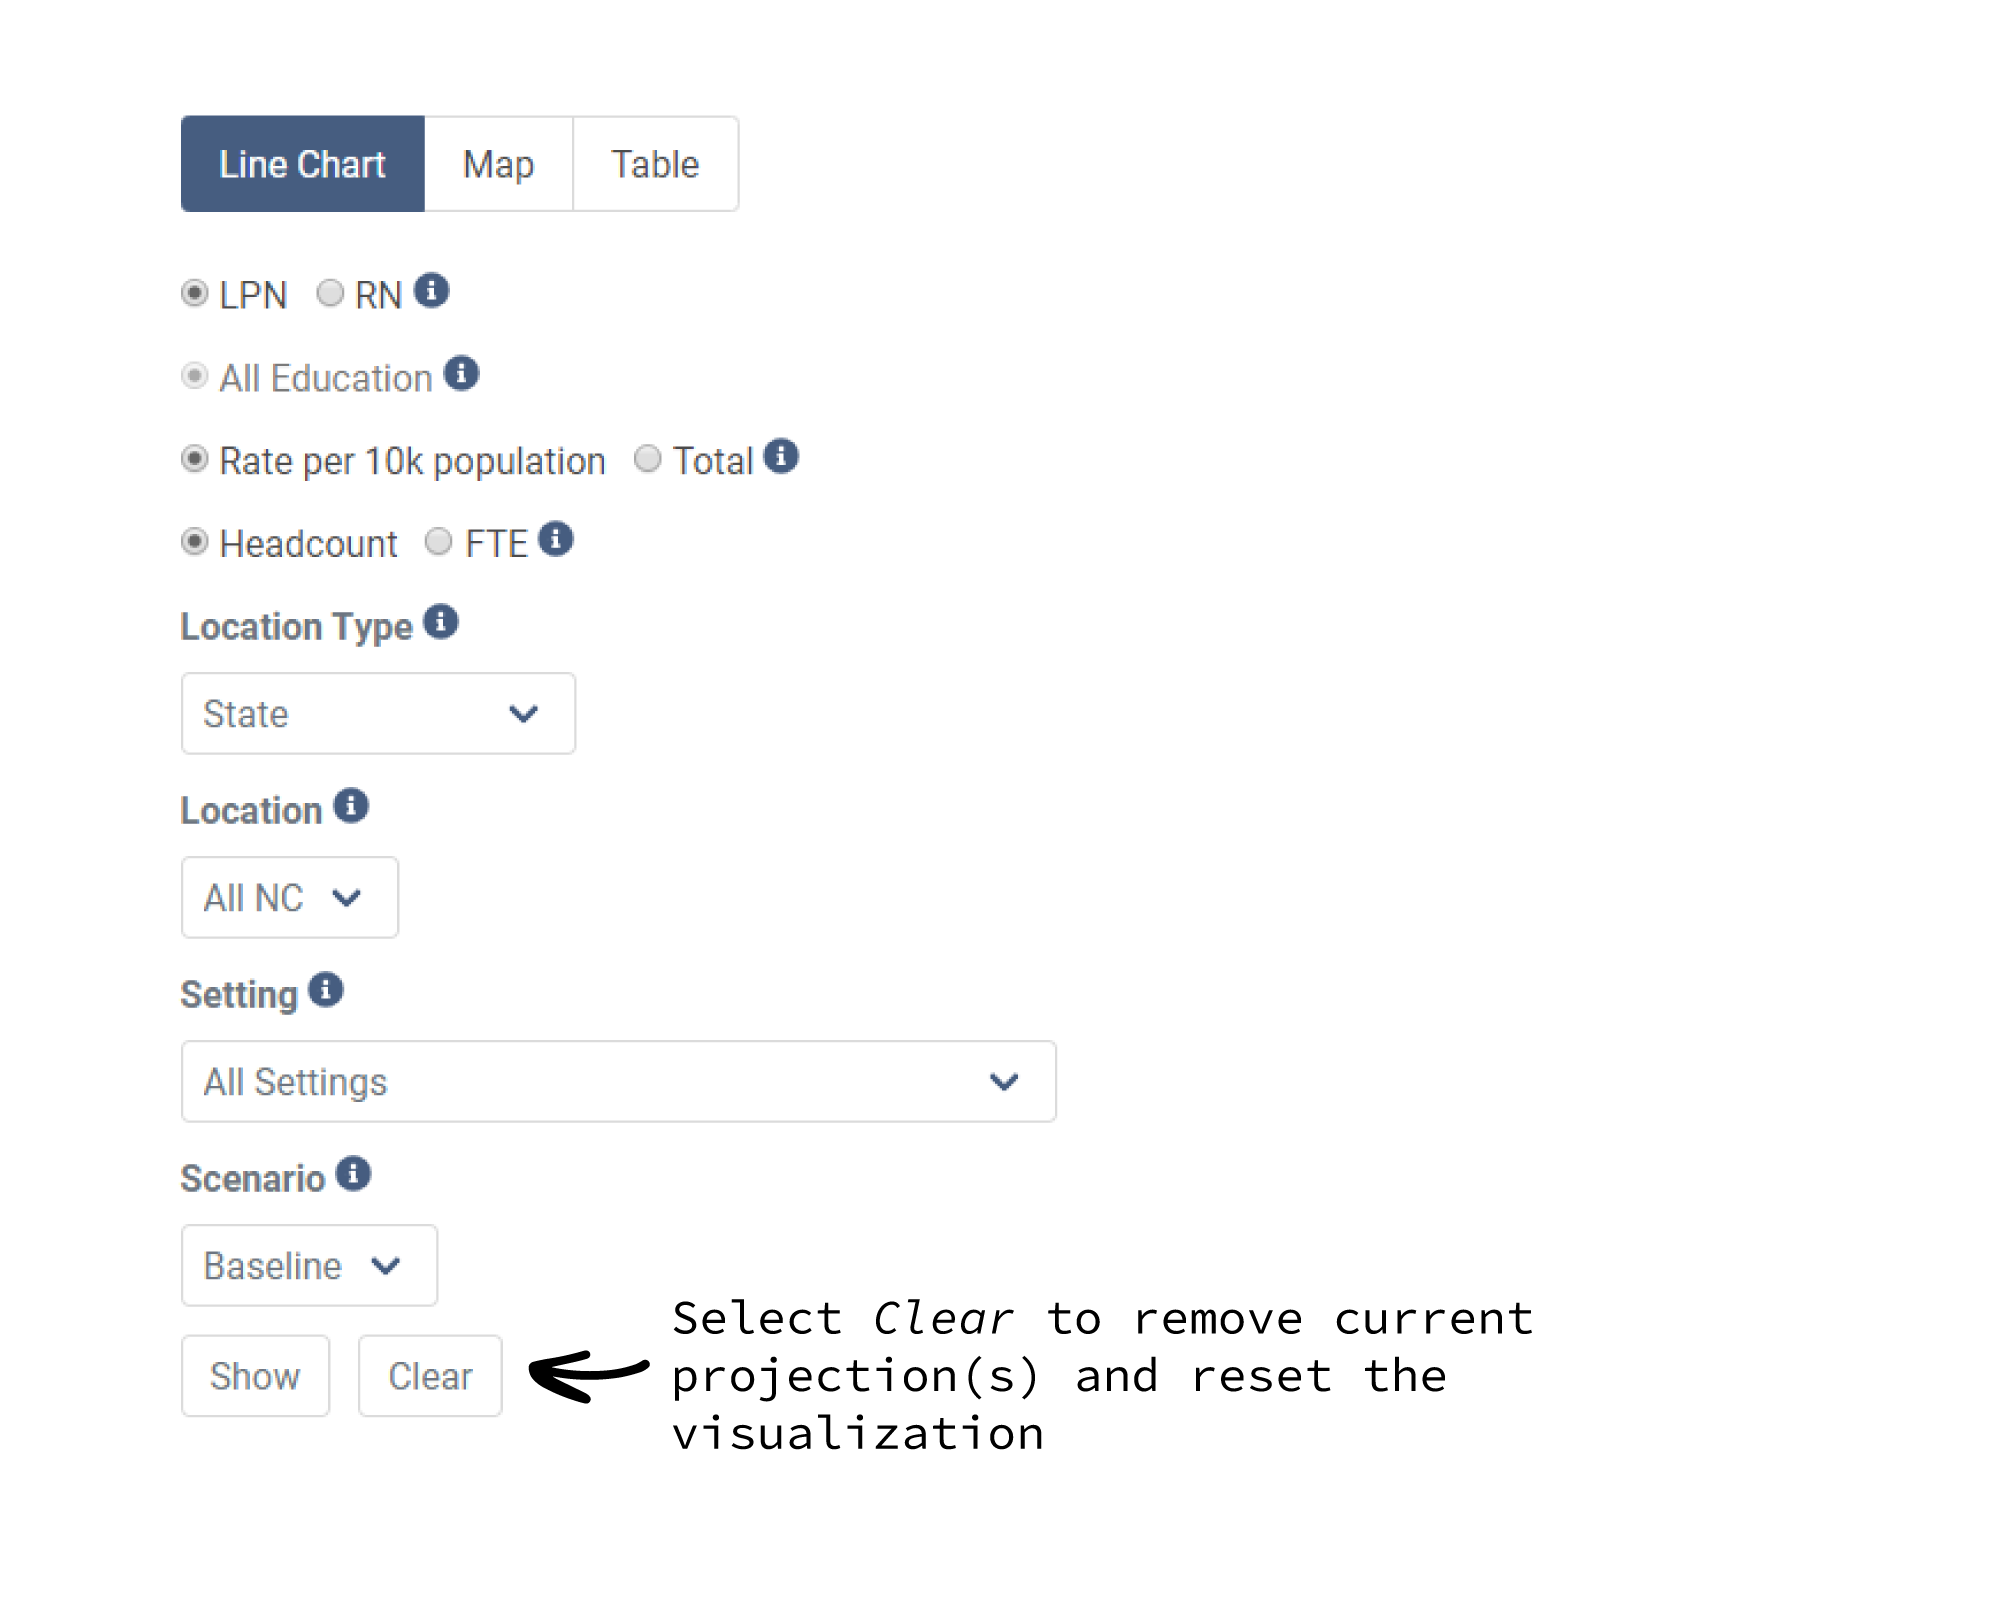 Line Chart Map Table
LPN RN
All Education
Rate per 10k population Total
Headcount FTE
Location Type
State
Location
All NC
Setting
All Settings
Scenario
Baseline
Show Clear
Select Clear to remove current
projection(s) and reset the
visualization